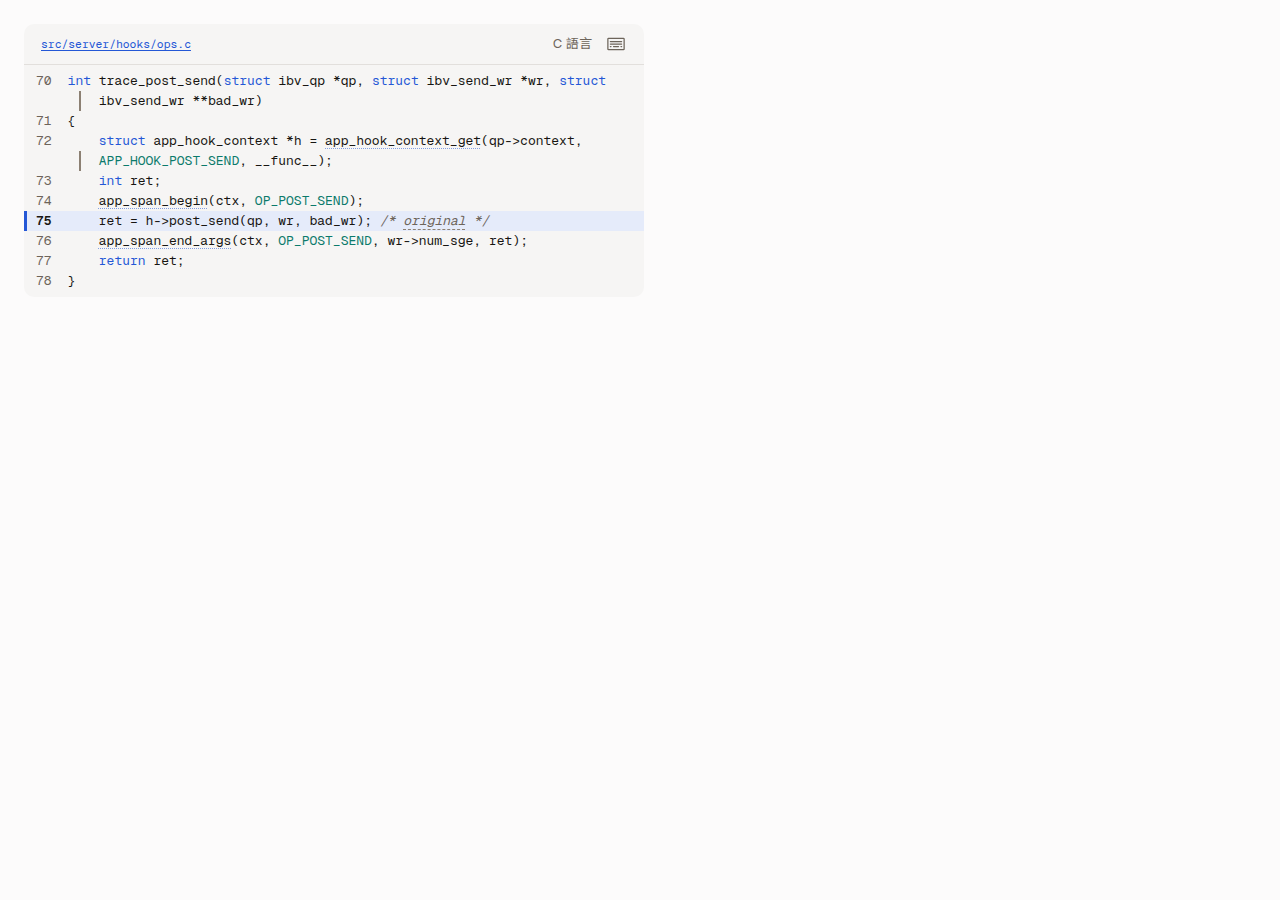 src/server/hooks/ops.c
C 語言
70 int trace_post_send(struct ibv_qp *qp, struct ibv_send_wr *wr, struct
ibv_send_wr **bad_wr)
71 {
72 struct app_hook_context *h = app_hook_context_get(qp->context,
APP_HOOK_POST_SEND, __func__);
73 int ret;
74 app_span_begin(ctx, OP_POST_SEND);
75 ret = h->post_send(qp, wr, bad_wr); /* original */
76 app_span_end_args(ctx, OP_POST_SEND, wr->num_sge, ret);
77 return ret;
78 }